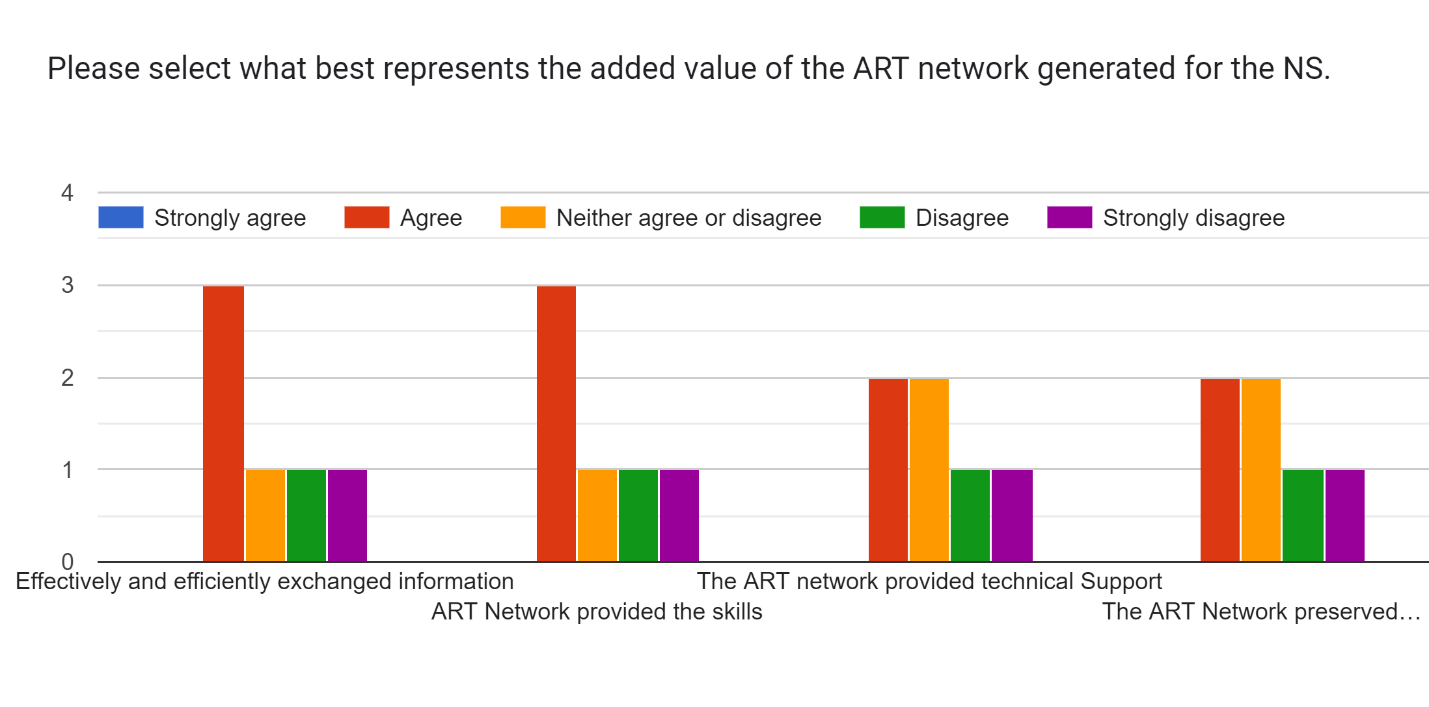 Please select what best represents the added value of the ART network generated for the NS.
4
Strongly agree Agree Neither agree or disagree Disagree Strongly disagree
3
2
1
0
Effectively and efficiently exchanged information The ART network provided technical Support
ART Network provided the skills The ART Network preserved…